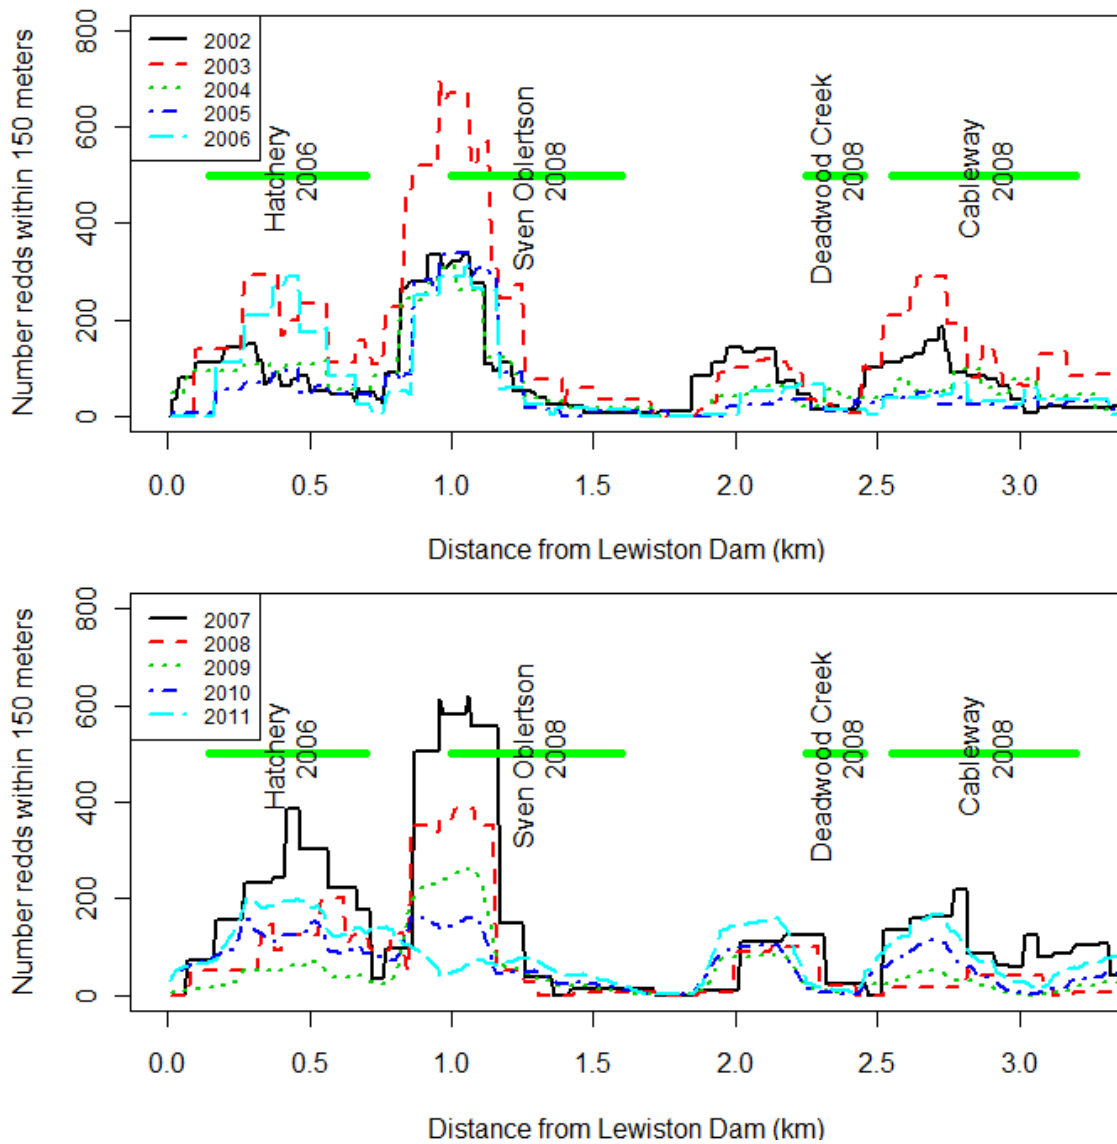 Number redds within 150 meters
800
600
400
200
0
2002
2003
2004
2005
2006
Hatchery
2006
Sven Oblertson
2008
Deadwood Creek
2008
Cableway
2008
0.0 0.5 1.0 1.5 2.0 2.5 3.0
Distance from Lewiston Dam (km)
Number redds within 150 meters
800
600
400
200
0
2007
2008
2009
2010
2011
Hatchery
2006
Sven Oblertson
2008
Deadwood Creek
2008
Cableway
2008
0.0 0.5 1.0 1.5 2.0 2.5 3.0
Distance from Lewiston Dam (km)